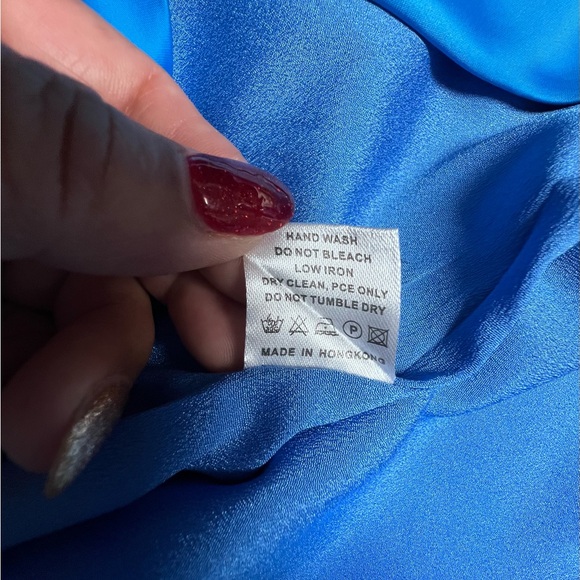 HAND WASH
DO NOT BLEACH
LOW IRON
DRY CLEAN, PCE ONLY
DO NOT TUMBLE DRY
P
MADE IN HONGKONG